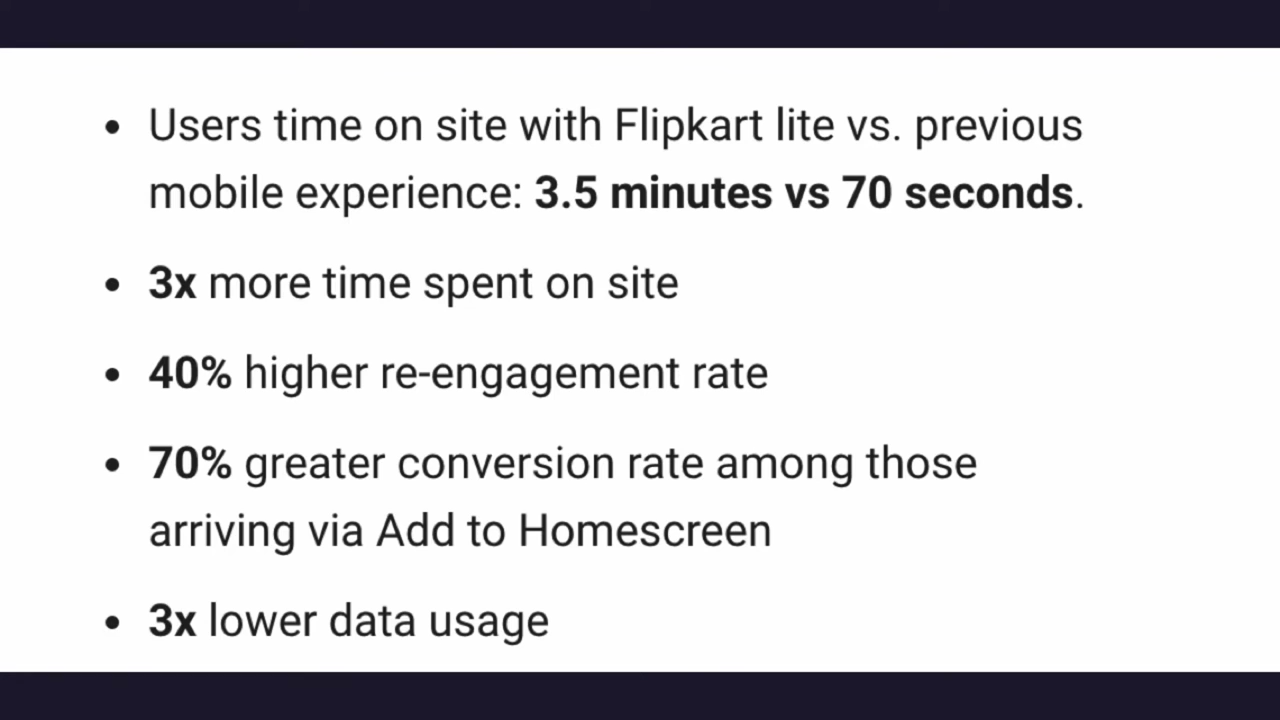 • Users time on site with Flipkart lite vs. previous
mobile experience: 3.5 minutes vs 70 seconds.
• 3x more time spent on site
• 40% higher re-engagement rate
• 70% greater conversion rate among those
arriving via Add to Homescreen
• 3x lower data usage